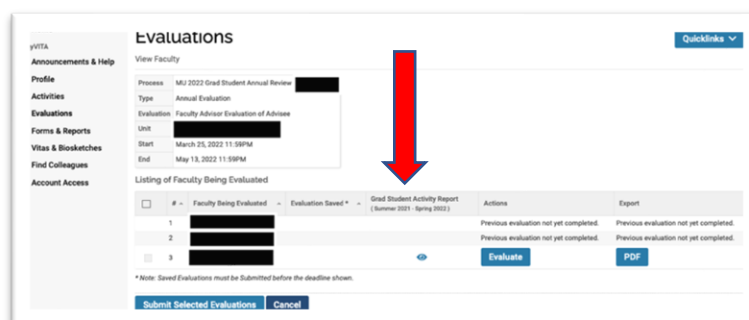 Evaluations
Quicklinks
yVITA
Announcements & Help
Profile
Activities
Evaluations
Forms & Reports
Vitas & Biosketches
Find Colleagues
Account Access
View Faculty
Process MU 2022 Grad Student Annual Review
Type Annual Evaluation
Evaluation Faculty Advisor Evaluation of Advisee
Unit
Start March 25, 2022 11:59PM
End May 13, 2022 11:59PM
Listing of Faculty Being Evaluated
# Faculty Being Evaluated Evaluation Saved * Grad Student Activity Report Actions Export
( Summer 2021 - Spring 2022 )
1 Previous evaluation not yet completed. Previous evaluation not yet completed.
2 Previous evaluation not yet completed. Previous evaluation not yet completed.
3 Evaluate PDF
* Note: Saved Evaluations must be Submitted before the deadline shown.
Submit Selected Evaluations Cancel